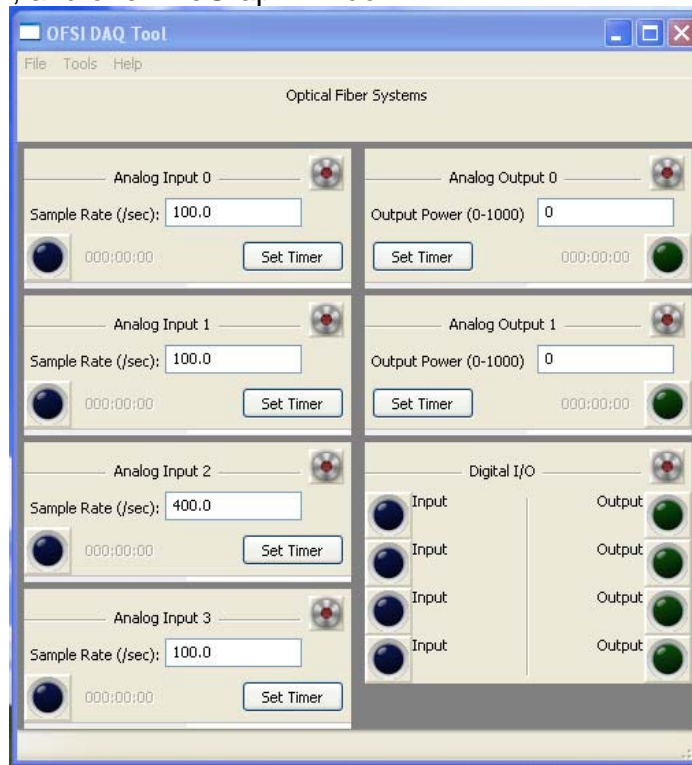 OFSI DAQ Tool
File Tools Help
Optical Fiber Systems
Analog Input 0
Sample Rate (/sec): 100.0
000:00:00 Set Timer
Analog Input 1
Sample Rate (/sec): 100.0
000:00:00 Set Timer
Analog Input 2
Sample Rate (/sec): 400.0
000:00:00 Set Timer
Analog Input 3
Sample Rate (/sec): 100.0
000:00:00 Set Timer
Analog Output 0
Output Power (0-1000) 0
Set Timer 000:00:00
Analog Output 1
Output Power (0-1000) 0
Set Timer 000:00:00
Digital I/O
Input Output
Input Output
Input Output
Input Output